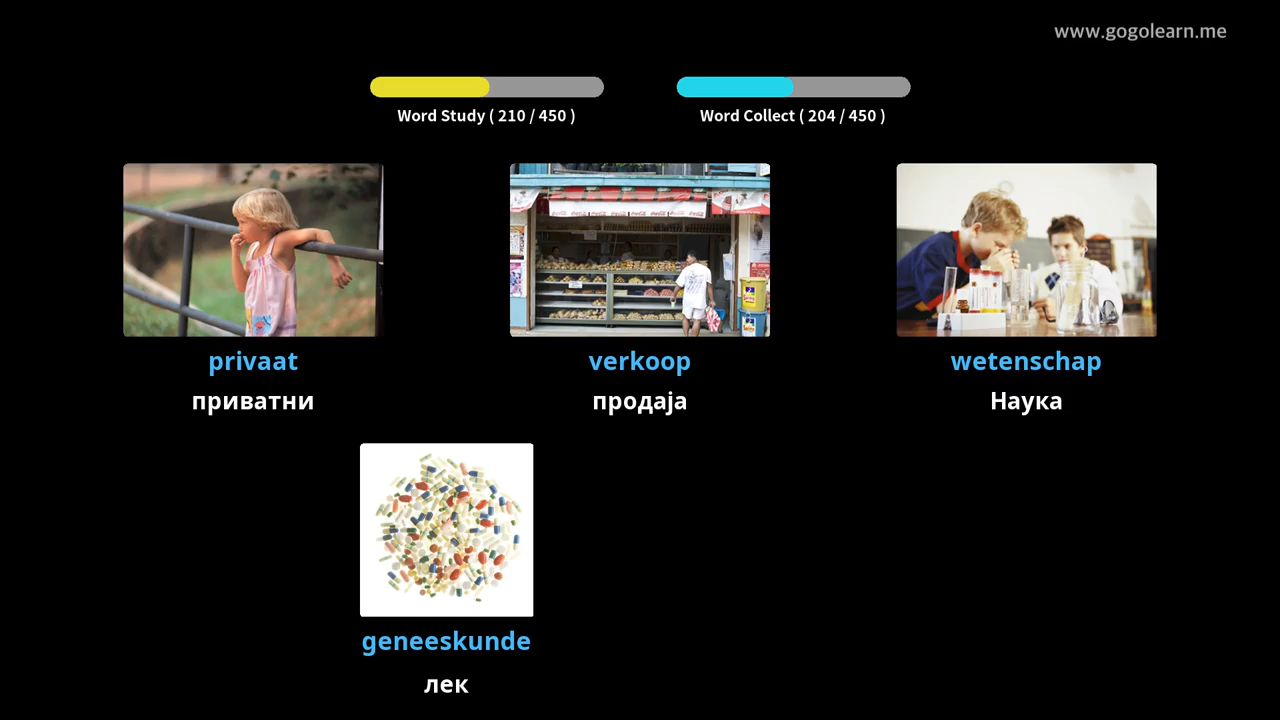 www.gogolearn.me
Word Study ( 210 / 450 )
Word Collect ( 204 / 450 )
privaat
verkoop
wetenschap
приватни
продаја
Наука
geneeskunde
лек